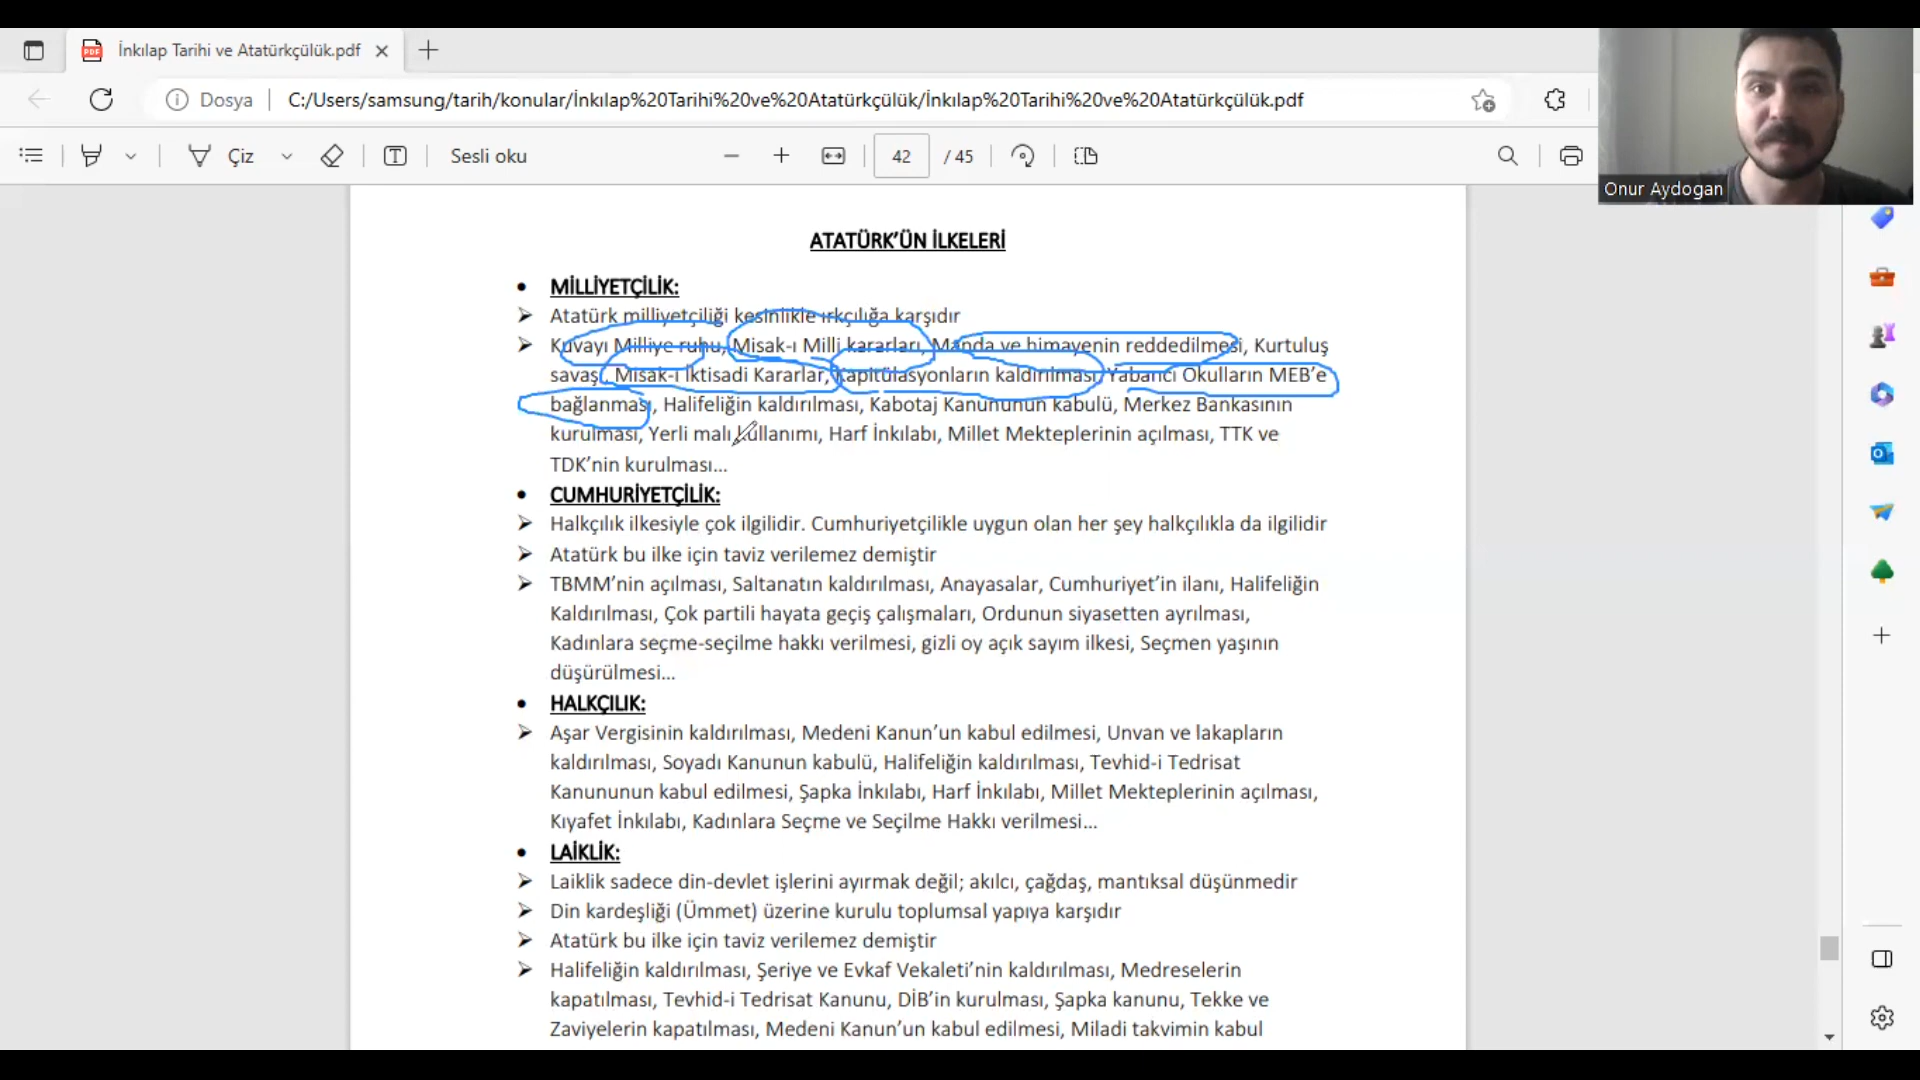 İnkılap Tarihi ve Atatürkçülük.pdf
Dosya
C:/Users/samsung/tarih/konular/İnkılap%20Tarihi%20ve%20Atatürkçülük/İnkılap%20Tarihi%20ve%20Atatürkçülük.pdf
Çiz
Sesli oku
42 / 45
Onur Aydogan
ATATÜRK’ÜN İLKELERİ
• MİLLİYETÇİLİK:
➢ Atatürk milliyetçiliği kesinlikle ırkçılığa karşıdır
➢ Kuvayı Milliye ruhu, Misak-ı Milli kararları, Manda ve himayenin reddedilmesi, Kurtuluş
savaşı, Misak-ı İktisadi Kararlar, Kapitülasyonların kaldırılması, Yabancı Okulların MEB’e
bağlanması, Halifeliğin kaldırılması, Kabotaj Kanununun kabulü, Merkez Bankasının
kurulması, Yerli malı kullanımı, Harf İnkılabı, Millet Mekteplerinin açılması, TTK ve
TDK’nin kurulması…
• CUMHURİYETÇİLİK:
➢ Halkçılık ilkesiyle çok ilgilidir. Cumhuriyetçilikle uygun olan her şey halkçılıkla da ilgilidir
➢ Atatürk bu ilke için taviz verilemez demiştir
➢ TBMM’nin açılması, Saltanatın kaldırılması, Anayasalar, Cumhuriyet’in ilanı, Halifeliğin
Kaldırılması, Çok partili hayata geçiş çalışmaları, Ordunun siyasetten ayrılması,
Kadınlara seçme-seçilme hakkı verilmesi, gizli oy açık sayım ilkesi, Seçmen yaşının
düşürülmesi…
• HALKÇILIK:
➢ Aşar Vergisinin kaldırılması, Medeni Kanun’un kabul edilmesi, Unvan ve lakapların
kaldırılması, Soyadı Kanunun kabulü, Halifeliğin kaldırılması, Tevhid-i Tedrisat
Kanununun kabul edilmesi, Şapka İnkılabı, Harf İnkılabı, Millet Mekteplerinin açılması,
Kıyafet İnkılabı, Kadınlara Seçme ve Seçilme Hakkı verilmesi…
• LAİKLİK:
➢ Laiklik sadece din-devlet işlerini ayırmak değil; akılcı, çağdaş, mantıksal düşünmedir
➢ Din kardeşliği (Ümmet) üzerine kurulu toplumsal yapıya karşıdır
➢ Atatürk bu ilke için taviz verilemez demiştir
➢ Halifeliğin kaldırılması, Şeriye ve Evkaf Vekaleti’nin kaldırılması, Medreselerin
kapatılması, Tevhid-i Tedrisat Kanunu, DİB’in kurulması, Şapka kanunu, Tekke ve
Zaviyelerin kapatılması, Medeni Kanun’un kabul edilmesi, Miladi takvimin kabul